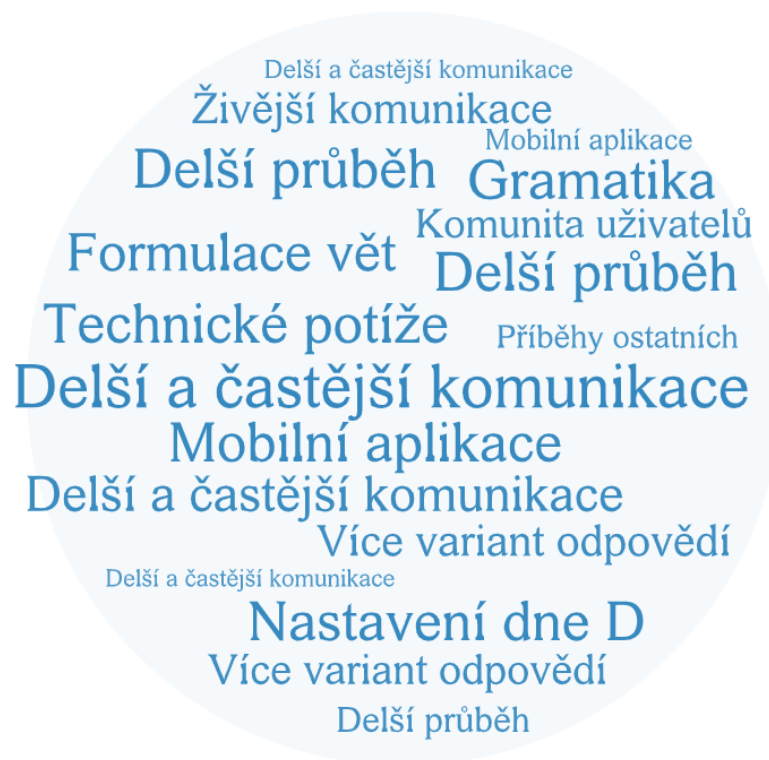 Delší a častější komunikace
Živější komunikace
Mobilní aplikace
Delší průběh
Gramatika
Komunita uživatelů
Formulace vět
Delší průběh
Technické potíže
Příběhy ostatních
Delší a častější komunikace
Mobilní aplikace
Delší a častější komunikace
Více variant odpovědí
Delší a častější komunikace
Nastavení dne D
Více variant odpovědí
Delší průběh